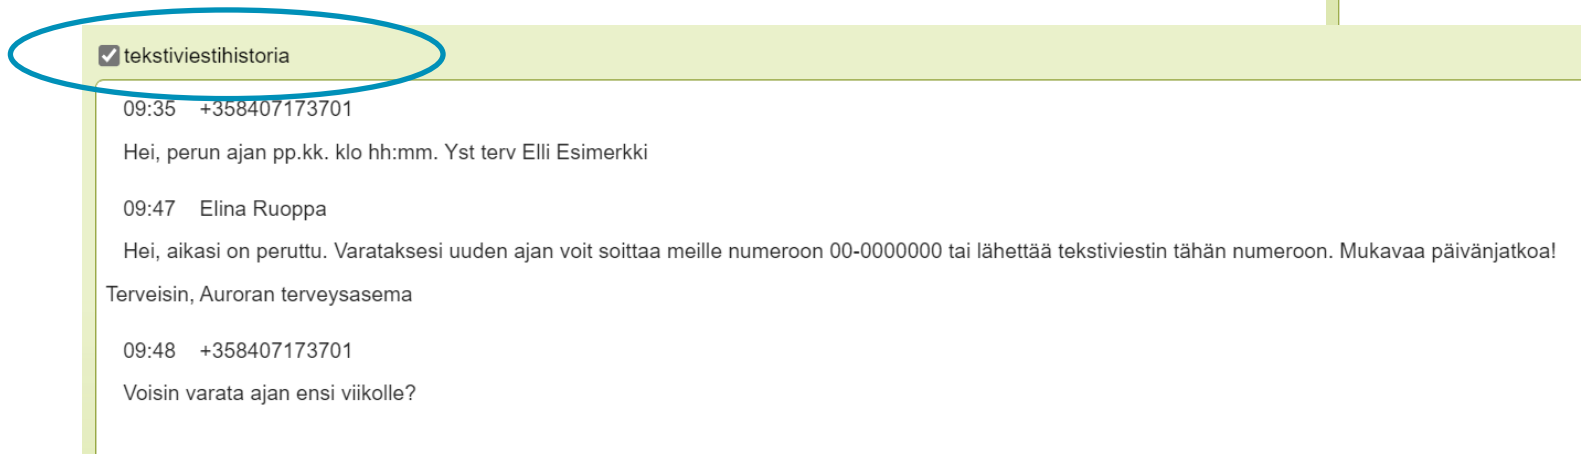 tekstiviestihistoria
09:35 +358407173701
Hei, perun ajan pp.kk. klo hh:mm. Yst terv Elli Esimerkki
09:47 Elina Ruoppa
Hei, aikasi on peruttu. Varataksesi uuden ajan voit soittaa meille numeroon 00-0000000 tai lähettää tekstiviestin tähän numeroon. Mukavaa päivänjatkoa!
Terveisin, Auroran terveysasema
09:48 +358407173701
Voisin varata ajan ensi viikolle?